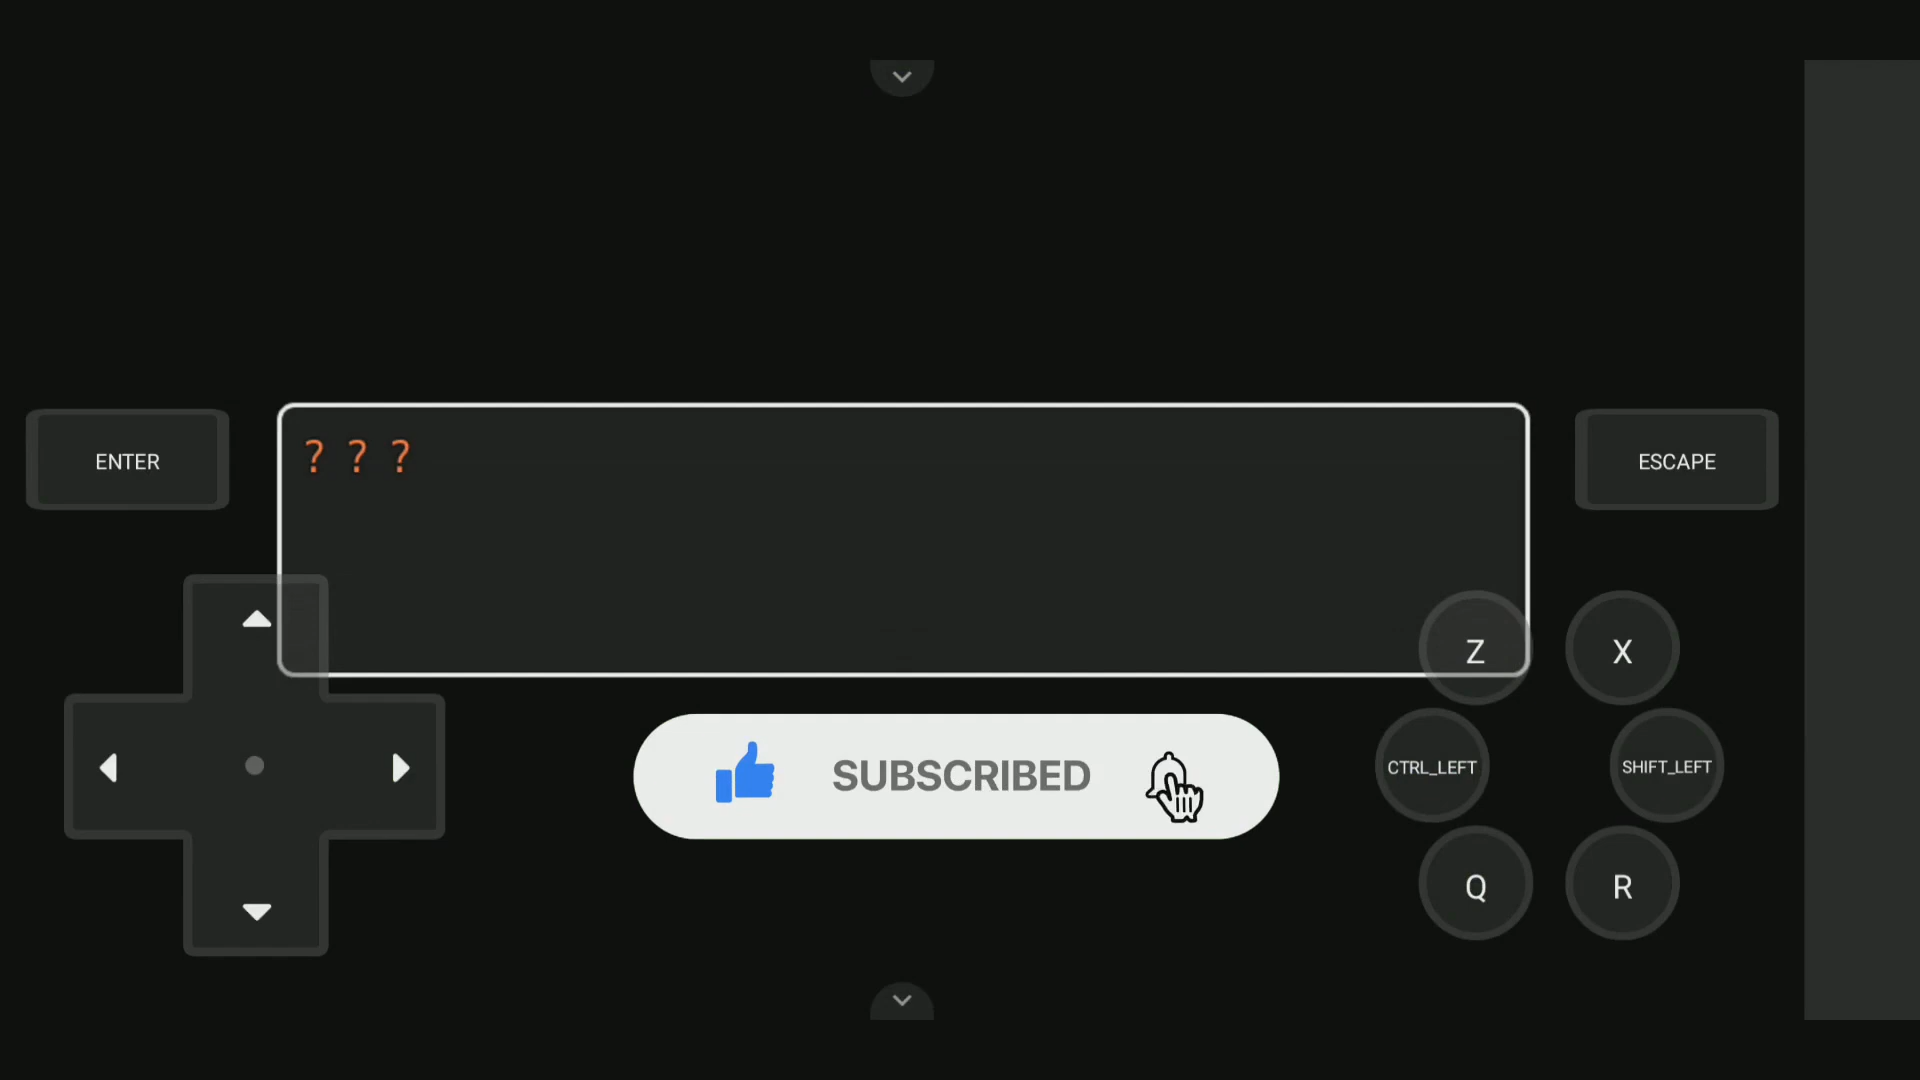 ? ? ?
ENTER
ESCAPE
Z
X
SUBSCRIBED
CTRL_LEFT
SHIFT_LEFT
Q
R